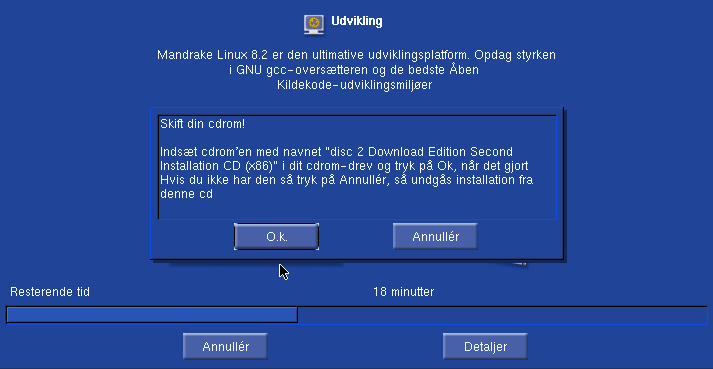 Udvikling
Mandrake Linux 8.2 er den ultimative udviklingsplatform. Opdag styrken
i GNU gcc-oversætteren og de bedste Åben
Kildekode-udviklingsmiljøer
Skift din cdrom!
Indsæt cdrom'en med navnet "disc 2 Download Edition Second
Installation CD (x86)" i dit cdrom-drev og tryk på Ok, når det gjort
Hvis du ikke har den så tryk på Annullér, så undgås installation fra
denne cd
O.k.
Annullér
Resterende tid
18 minutter
Annullér
Detaljer